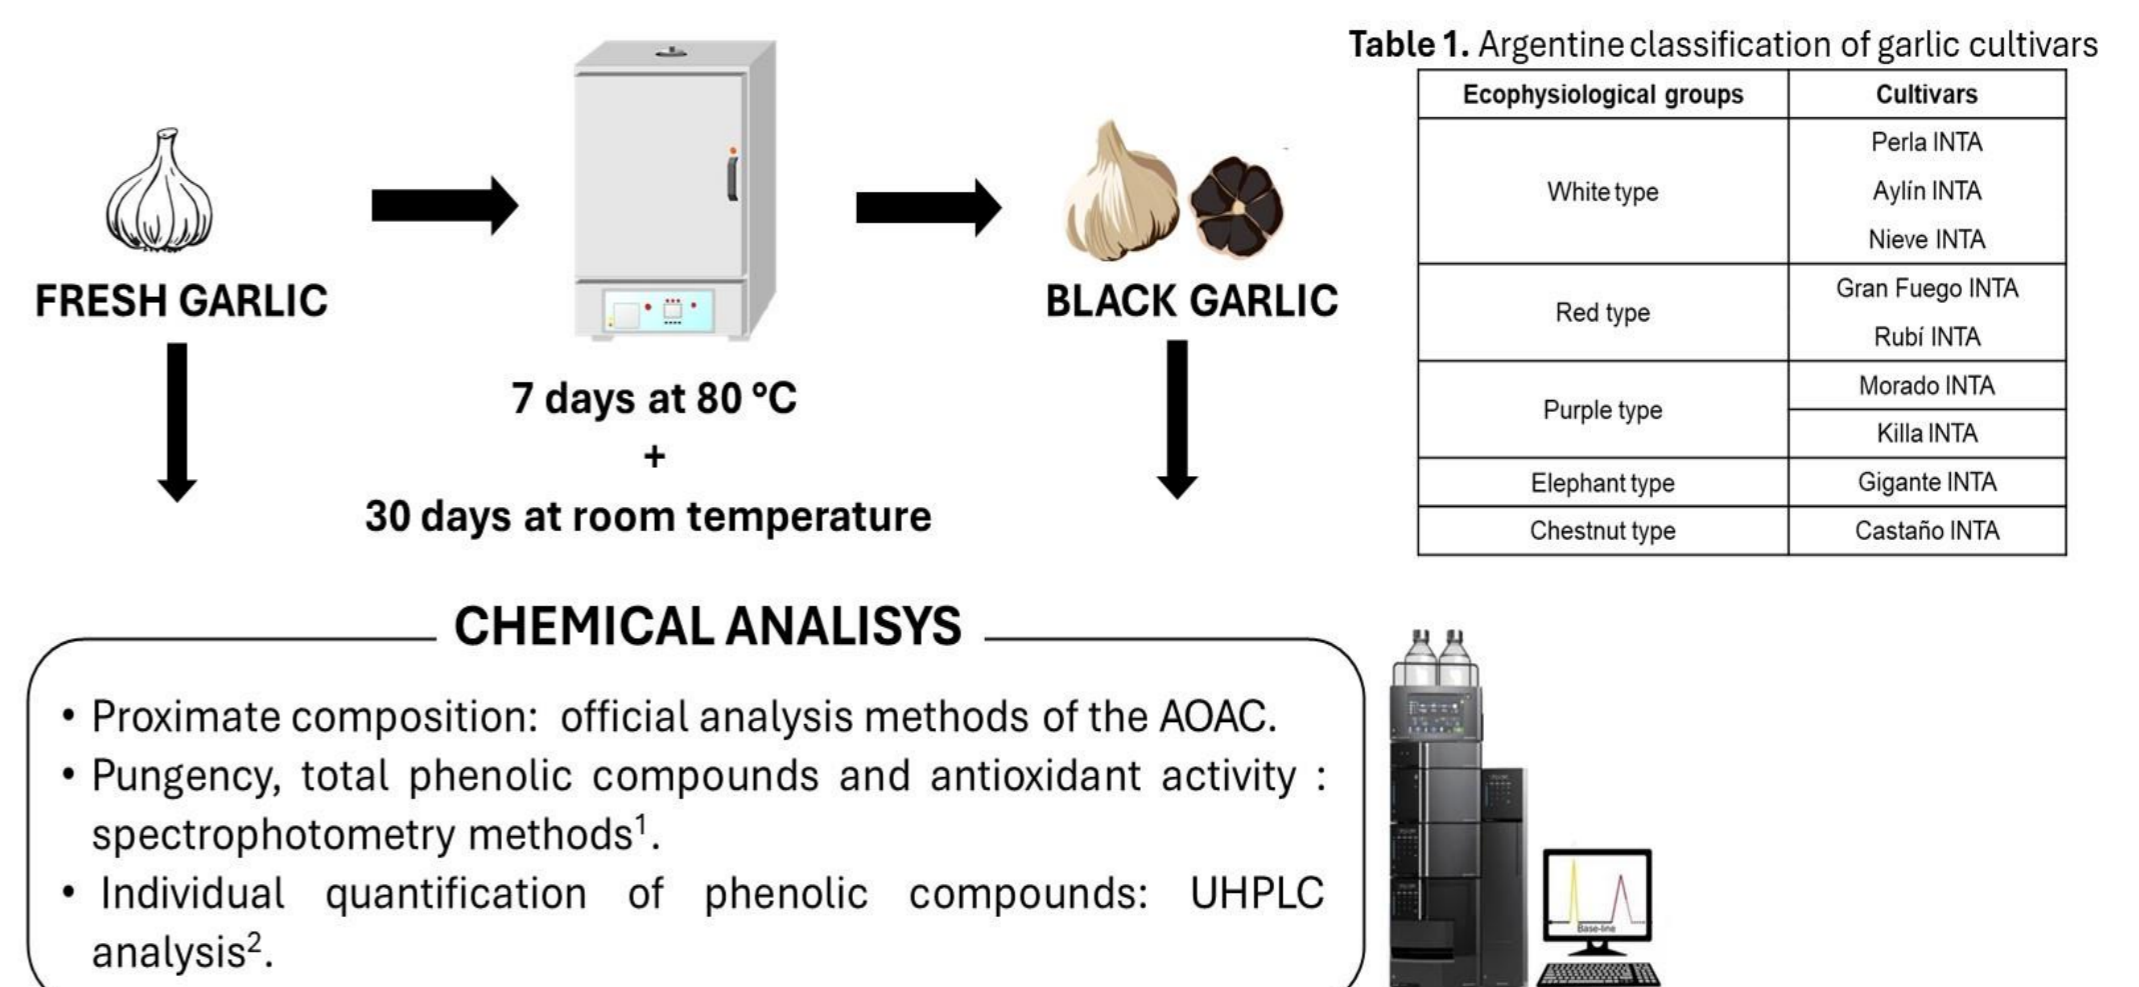 FRESH GARLIC
7 days at 80 °C
+
30 days at room temperature
BLACK GARLIC
Table 1. Argentine classification of garlic cultivars
Ecophysiological groups Cultivars
White type
Perla INTA
Aylín INTA
Nieve INTA
Red type
Gran Fuego INTA
Rubí INTA
Purple type
Morado INTA
Killa INTA
Elephant type Gigante INTA
Chestnut type Castaño INTA
CHEMICAL ANALISYS
• Proximate composition: official analysis methods of the AOAC.
• Pungency, total phenolic compounds and antioxidant activity :
spectrophotometry methods¹.
• Individual quantification of phenolic compounds: UHPLC
analysis².
Base-line